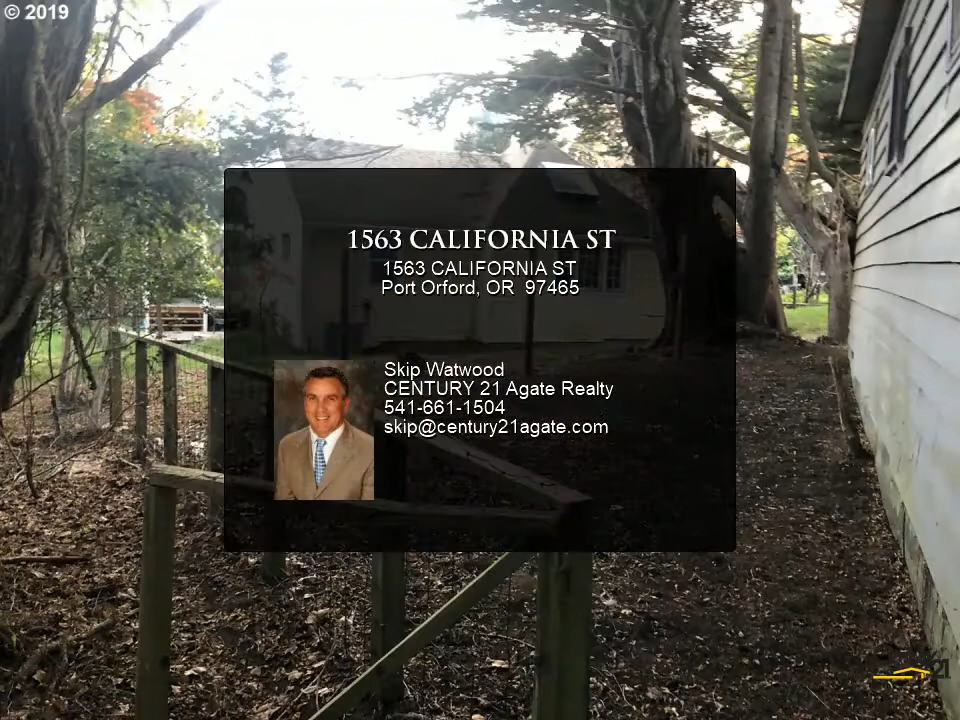 © 2019
1563 CALIFORNIA ST
1563 CALIFORNIA ST
Port Orford, OR 97465
Skip Watwood
CENTURY 21 Agate Realty
541-661-1504
skip@century21agate.com
21